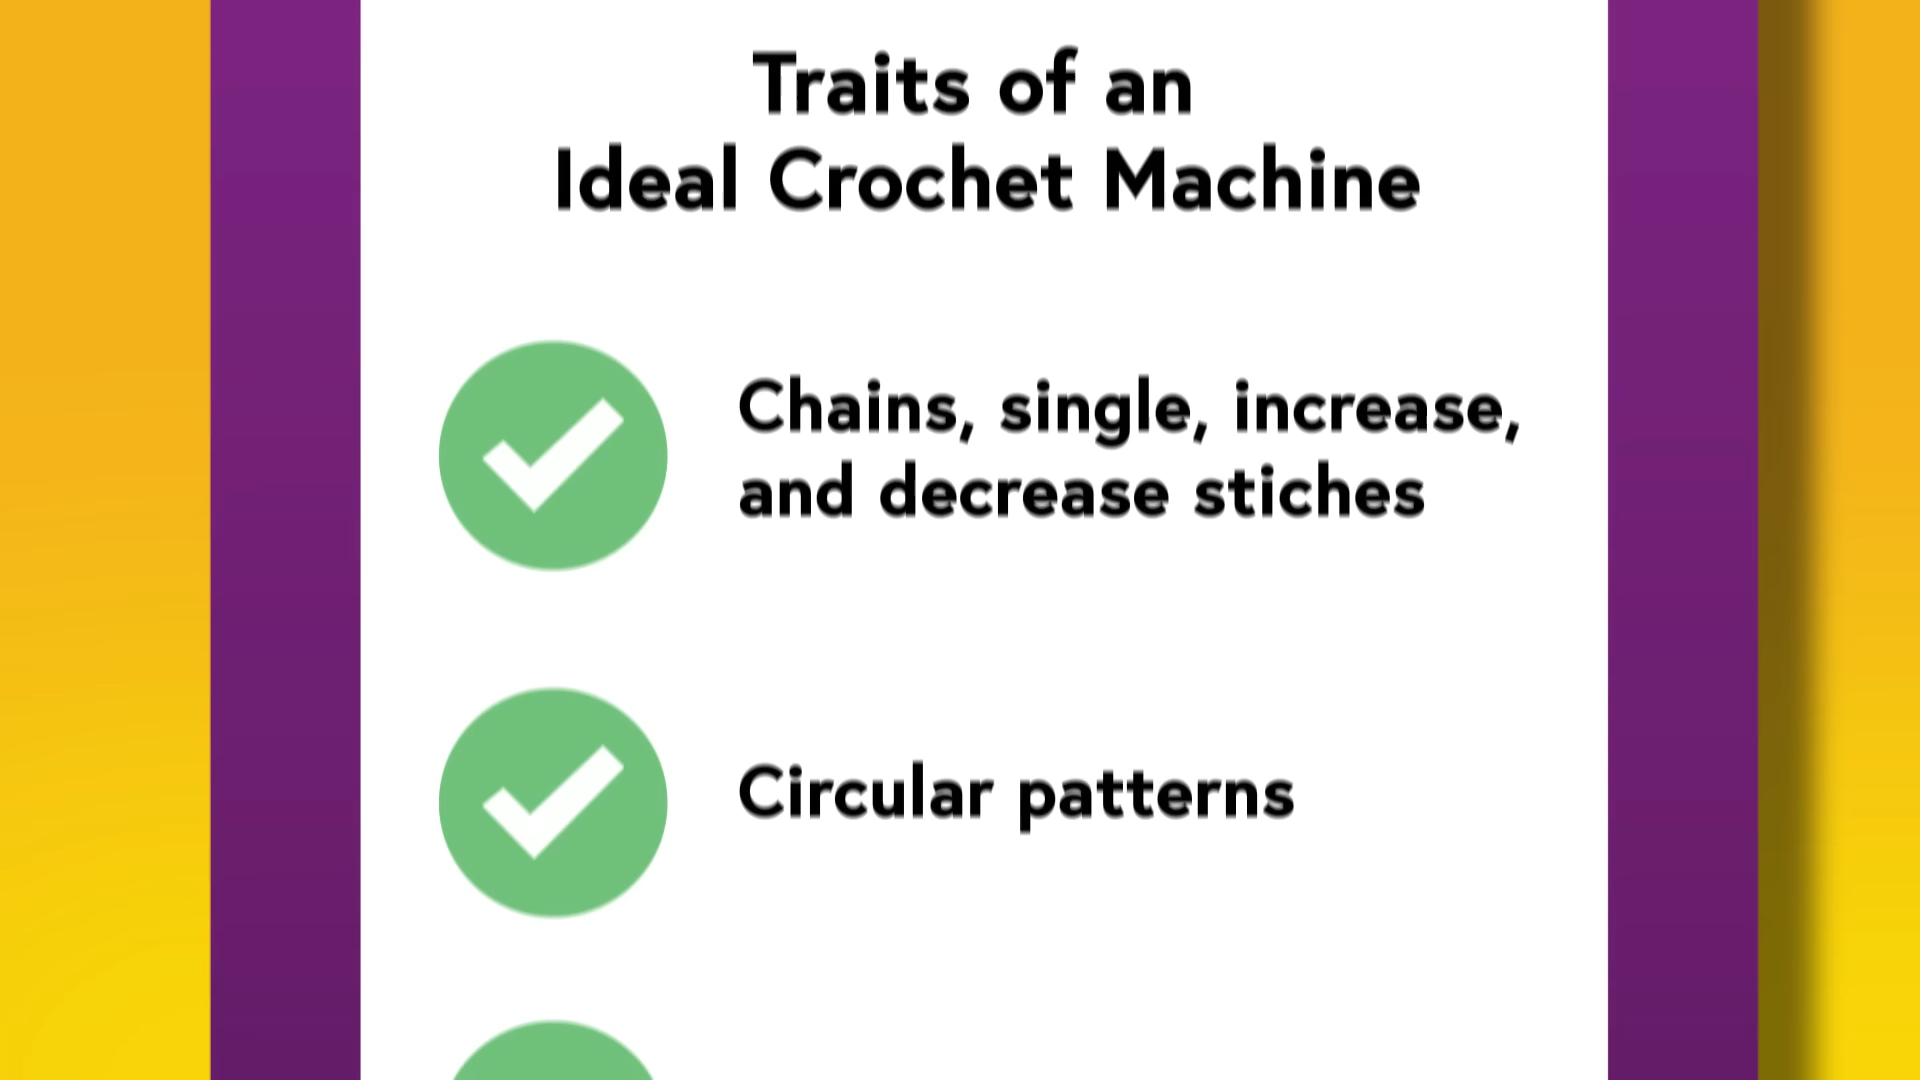 Traits of an
Ideal Crochet Machine
Chains, single, increase,
and decrease stiches
Circular patterns